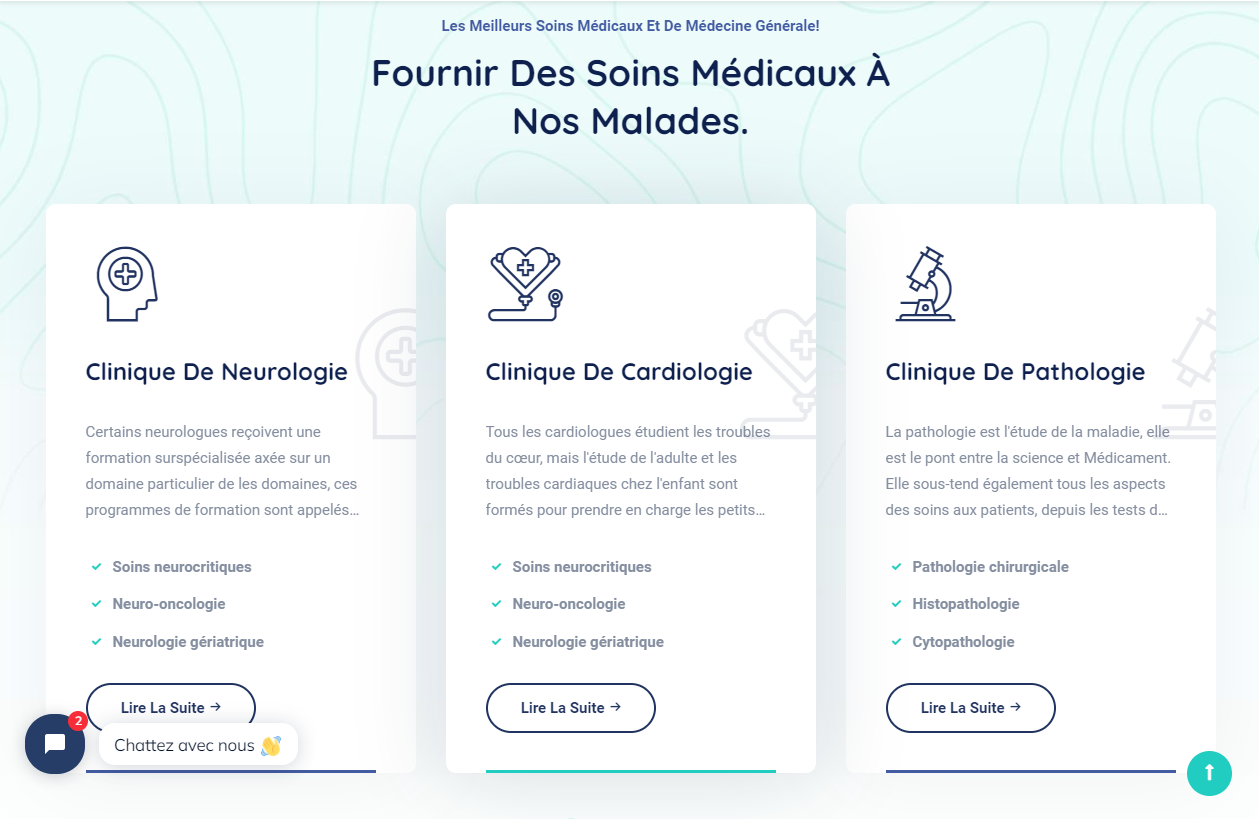 Les Meilleurs Soins Médicaux Et De Médecine Générale!
Fournir Des Soins Médicaux À
Nos Malades.
Clinique De Neurologie
Certains neurologues reçoivent une
formation surspécialisée axée sur un
domaine particulier de les domaines, ces
programmes de formation sont appelés…
Soins neurocritiques
Neuro-oncologie
Neurologie gériatrique
Lire La Suite →
Clinique De Cardiologie
Tous les cardiologues étudient les troubles
du cœur, mais l'étude de l'adulte et les
troubles cardiaques chez l'enfant sont
formés pour prendre en charge les petits…
Soins neurocritiques
Neuro-oncologie
Neurologie gériatrique
Lire La Suite →
Clinique De Pathologie
La pathologie est l'étude de la maladie, elle
est le pont entre la science et Médicament.
Elle sous-tend également tous les aspects
des soins aux patients, depuis les tests d…
Pathologie chirurgicale
Histopathologie
Cytopathologie
Lire La Suite →
2
Chattez avec nous 👋